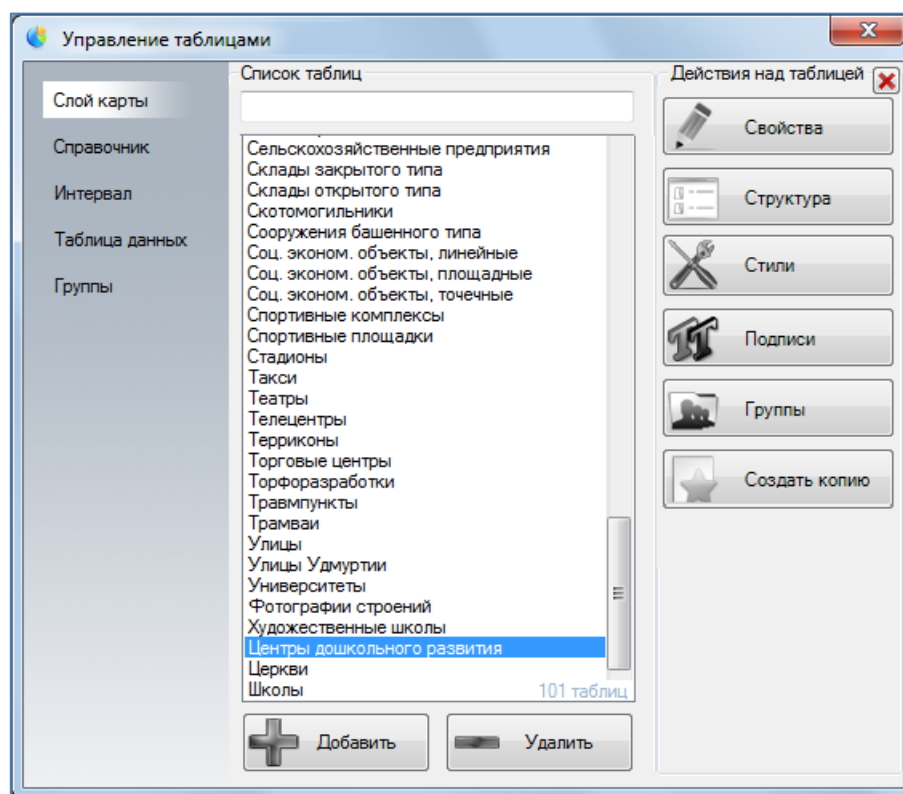 Управление таблицами
Слой карты
Справочник
Интервал
Таблица данных
Группы
Список таблиц
Сельскохозяйственные предприятия
Склады закрытого типа
Склады открытого типа
Скотомогильники
Сооружения башенного типа
Соц. эконом. объекты, линейные
Соц. эконом. объекты, площадные
Соц. эконом. объекты, точечные
Спортивные комплексы
Спортивные площадки
Стадионы
Такси
Театры
Телецентры
Терриконы
Торговые центры
Торфоразработки
Травмпункты
Трамваи
Улицы
Улицы Удмуртии
Университеты
Фотографии строений
Художественные школы
Центры дошкольного развития
Церкви
Школы
101 таблиц
Добавить
Удалить
Действия над таблицей
Свойства
Структура
Стили
Подписи
Группы
Создать копию